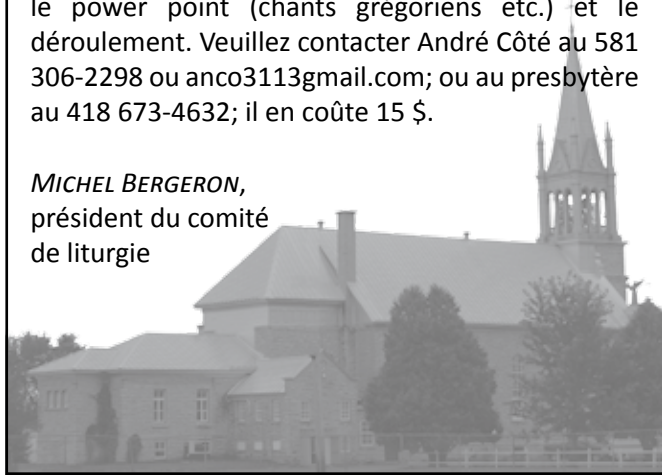 le power point (chants grégoriens etc.) et le
déroulement. Veuillez contacter André Côté au 581
306-2298 ou anco3113gmail.com; ou au presbytère
au 418 673-4632; il en coûte 15 $.
MICHEL BERGERON,
président du comité
de liturgie